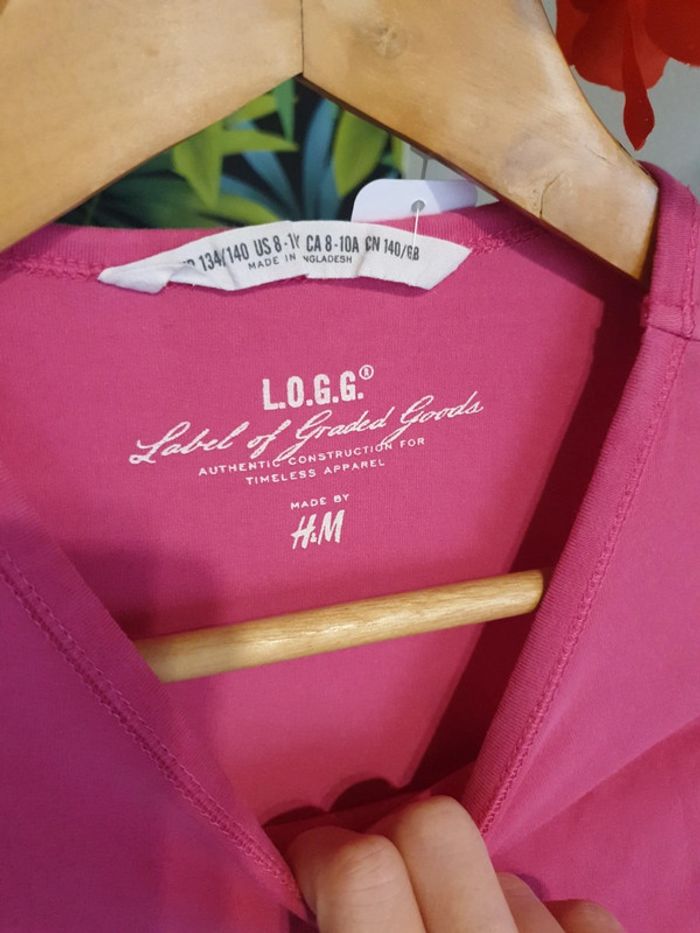 134/140 US 8-1 CA 8-10A CN 140/68
MADE IN NGLADESH
L.O.G.G.®
Label of Graded Goods
AUTHENTIC CONSTRUCTION FOR
TIMELESS APPAREL
MADE BY
H&M